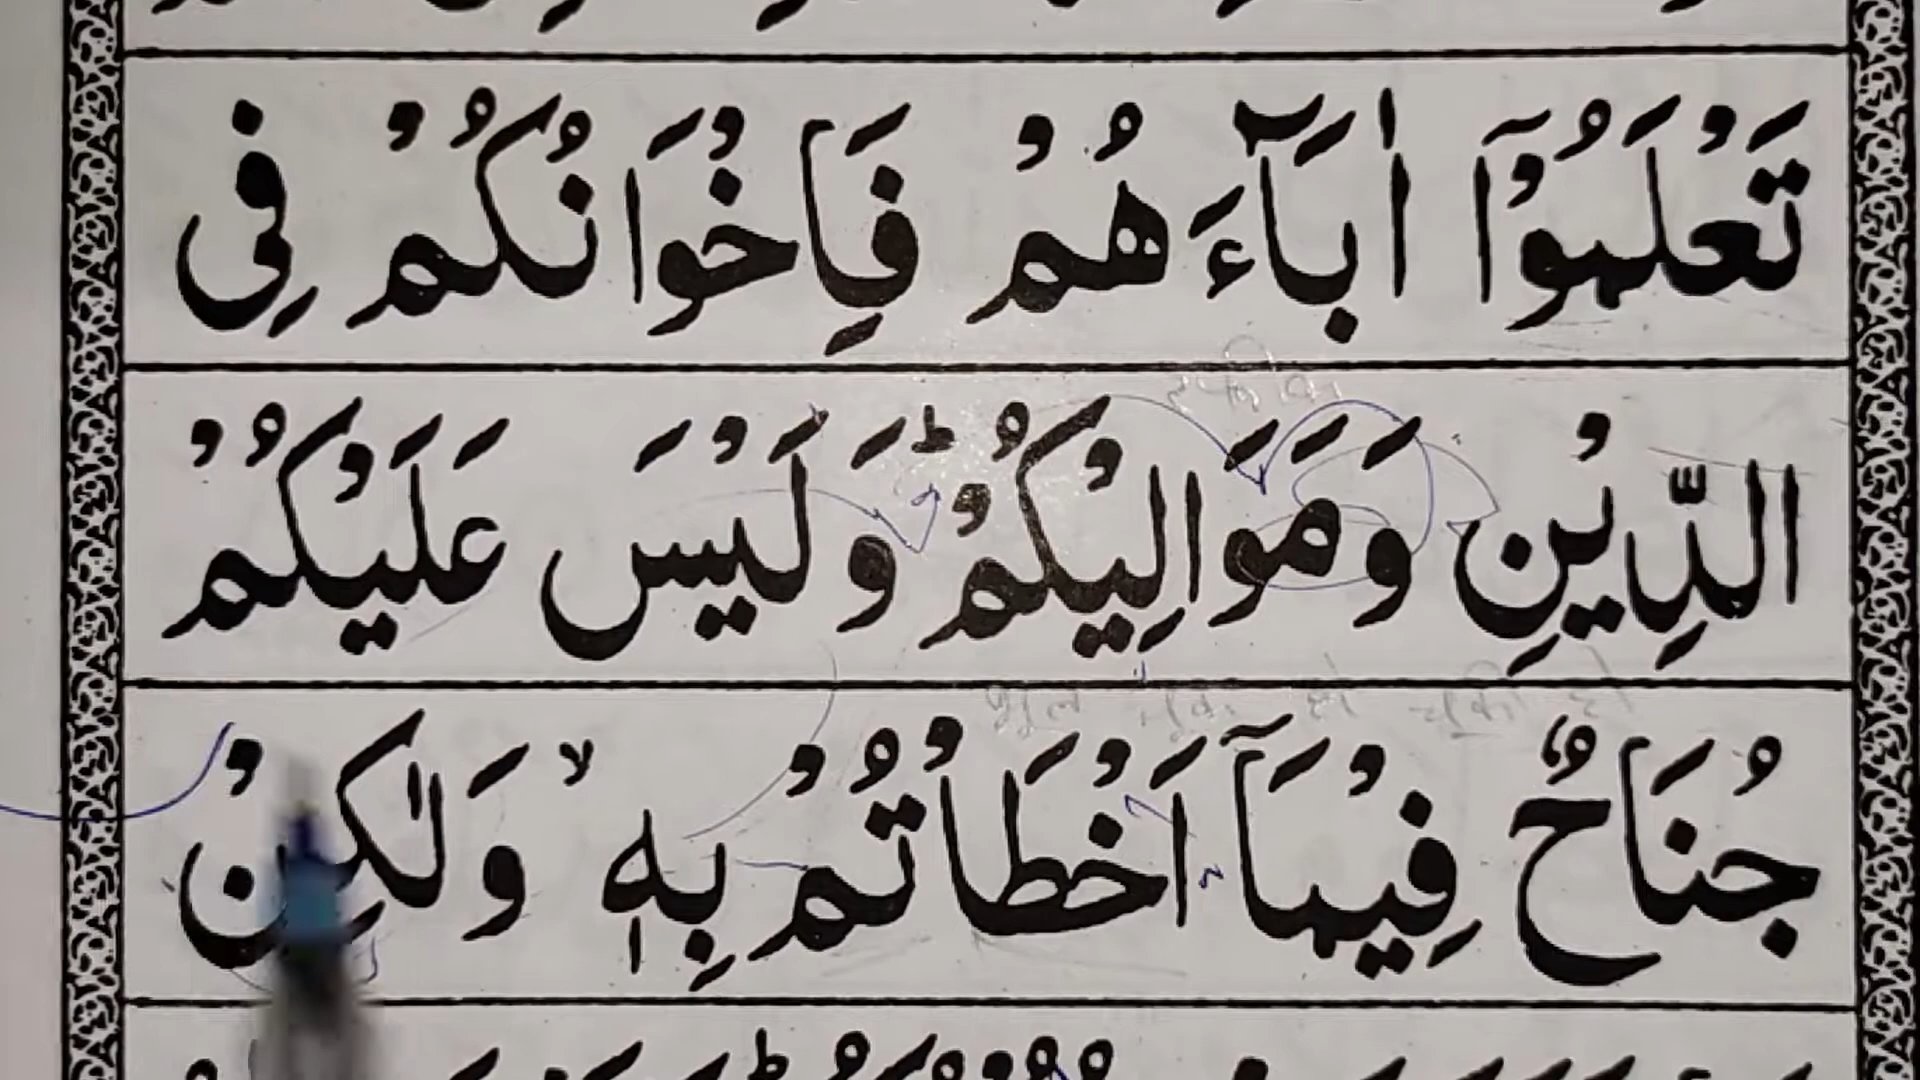 تَعْلَمُوْۤا اٰبَآءَهُمْ فَاِخْوَانُكُمْ فِی
الدِّیْنِ وَمَوَالِیْكُمْ ؕ وَلَیْسَ عَلَیْكُمْ
جُنَاحٌ فِیْمَاۤ اَخْطَاْتُمْ بِهٖ ۙ وَلٰكِنْ